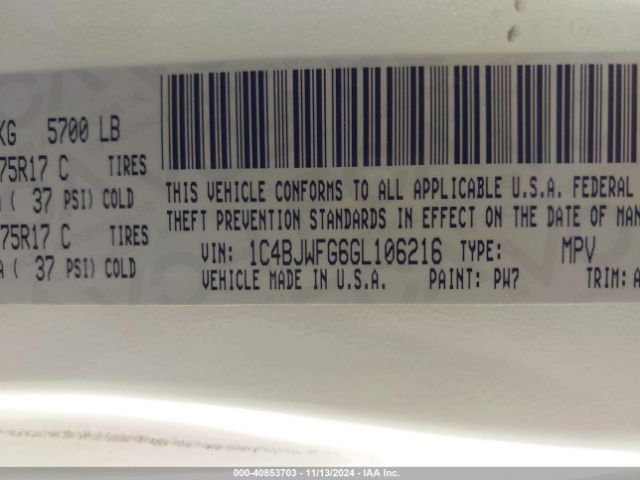 KG 5700 LB
75R17 C TIRES
( 37 PSI) COLD
75R17 C TIRES
A ( 37 PSI) COLD
THIS VEHICLE CONFORMS TO ALL APPLICABLE U.S.A. FEDERAL
THEFT PREVENTION STANDARDS IN EFFECT ON THE DATE OF MAN
VIN: 1C4BJWFG6GL106216 TYPE: MPV
VEHICLE MADE IN U.S.A. PAINT: PW7 TRIM: A
000-40853703 - 11/13/2024 - IAA Inc.